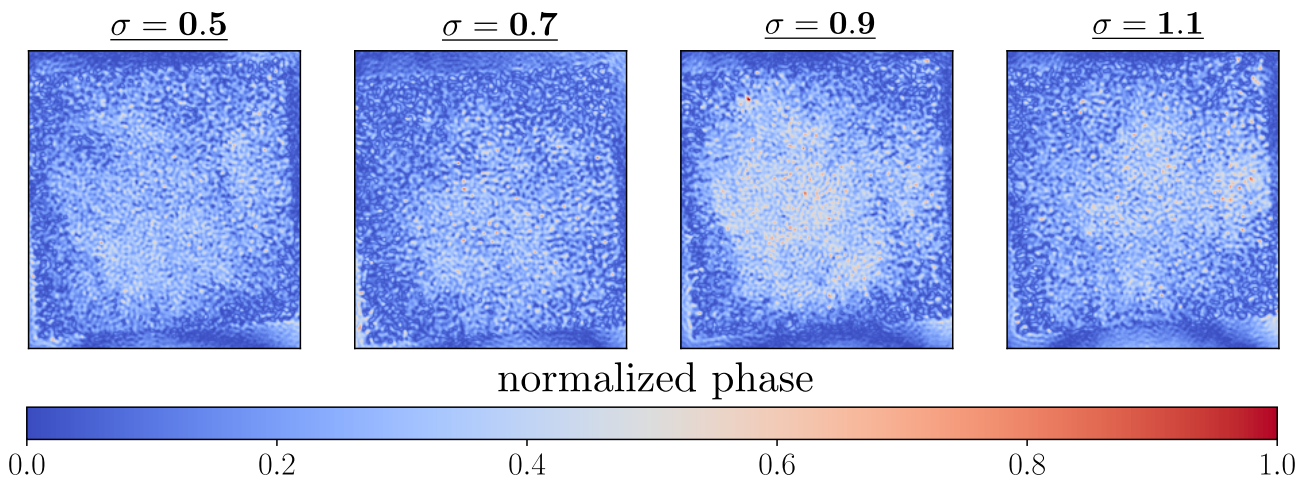 σ = 0.5 σ = 0.7 σ = 0.9 σ = 1.1
normalized phase
0.0 0.2 0.4 0.6 0.8 1.0